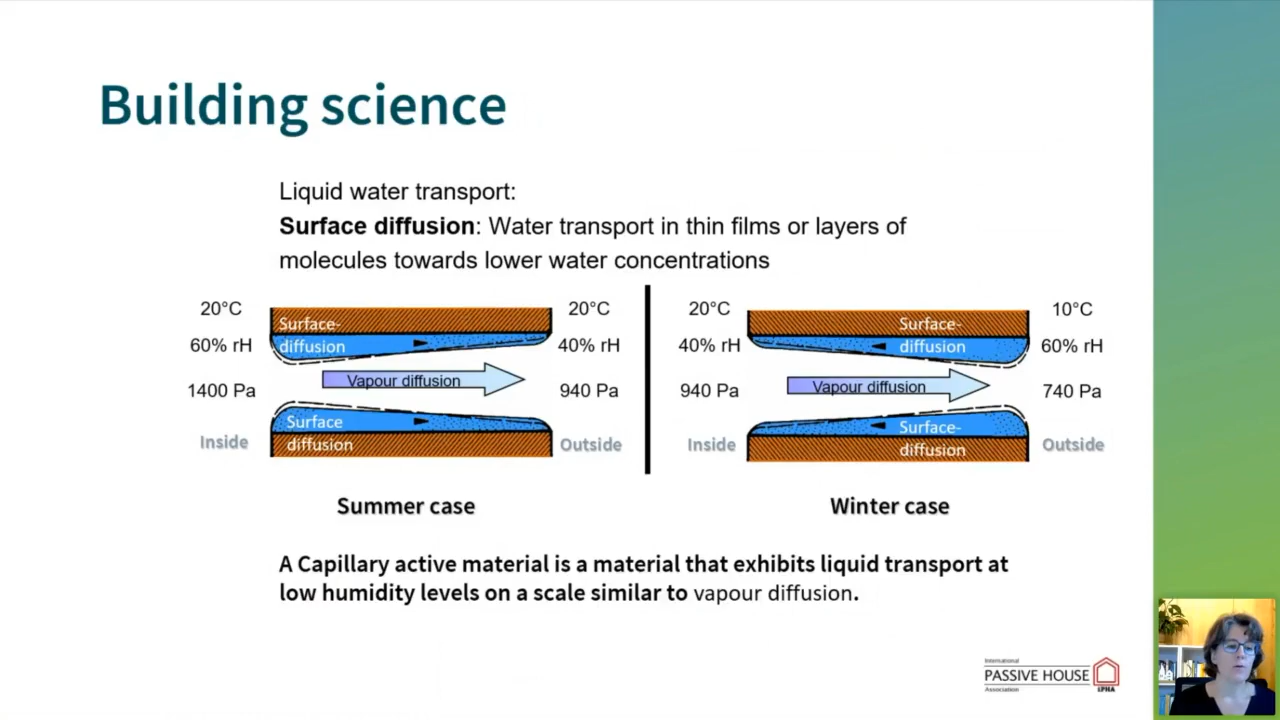 Building science
Liquid water transport:
Surface diffusion: Water transport in thin films or layers of
molecules towards lower water concentrations
20°C
60% rH
1400 Pa
Inside
Surface-
diffusion
Vapour diffusion
Surface
diffusion
20°C
40% rH
940 Pa
Outside
Summer case
20°C
40% rH
940 Pa
Inside
Surface-
diffusion
Vapour diffusion
Surface-
diffusion
10°C
60% rH
740 Pa
Outside
Winter case
A Capillary active material is a material that exhibits liquid transport at
low humidity levels on a scale similar to vapour diffusion.
International
PASSIVE HOUSE
Association
iPHA